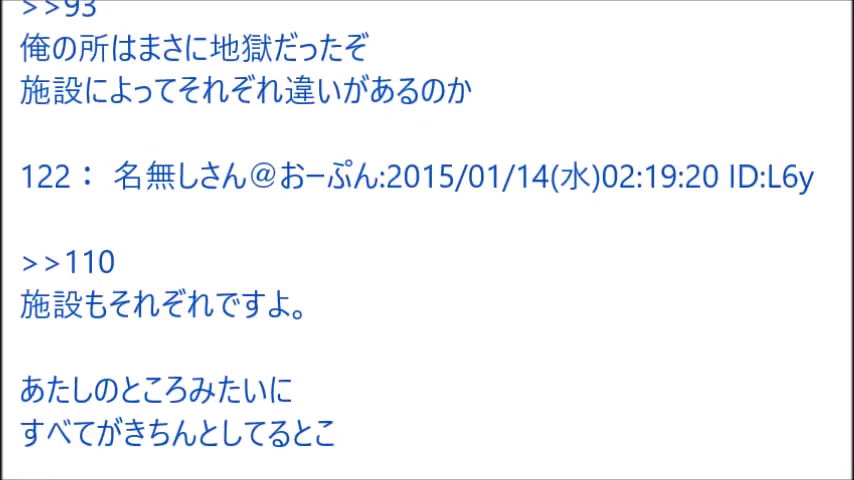 >>93
俺の所はまさに地獄だったぞ
施設によってそれぞれ違いがあるのか
122： 名無しさん＠おーぷん:2015/01/14(水)02:19:20 ID:L6y
>>110
施設もそれぞれですよ。
あたしのところみたいに
すべてがきちんとしてるとこ